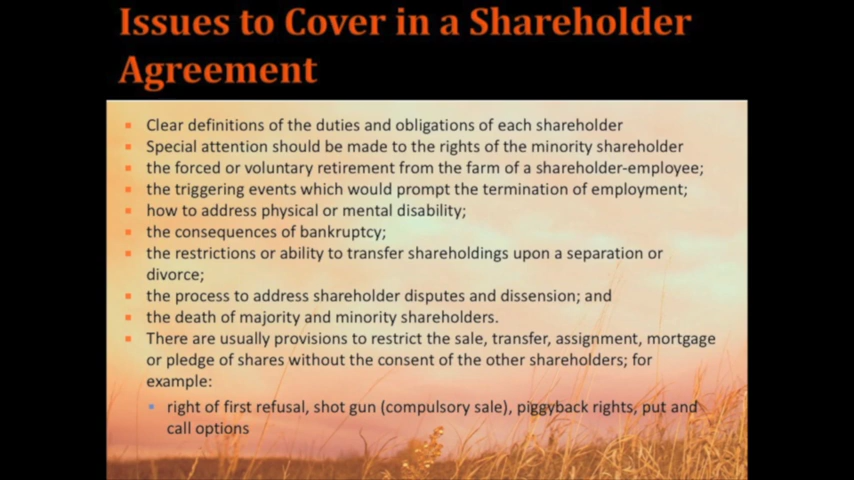 Issues to Cover in a Shareholder
Agreement
Clear definitions of the duties and obligations of each shareholder
Special attention should be made to the rights of the minority shareholder
the forced or voluntary retirement from the farm of a shareholder-employee;
the triggering events which would prompt the termination of employment;
how to address physical or mental disability;
the consequences of bankruptcy;
the restrictions or ability to transfer shareholdings upon a separation or
divorce;
the process to address shareholder disputes and dissension; and
the death of majority and minority shareholders.
There are usually provisions to restrict the sale, transfer, assignment, mortgage
or pledge of shares without the consent of the other shareholders; for
example:
right of first refusal, shot gun (compulsory sale), piggyback rights, put and
call options